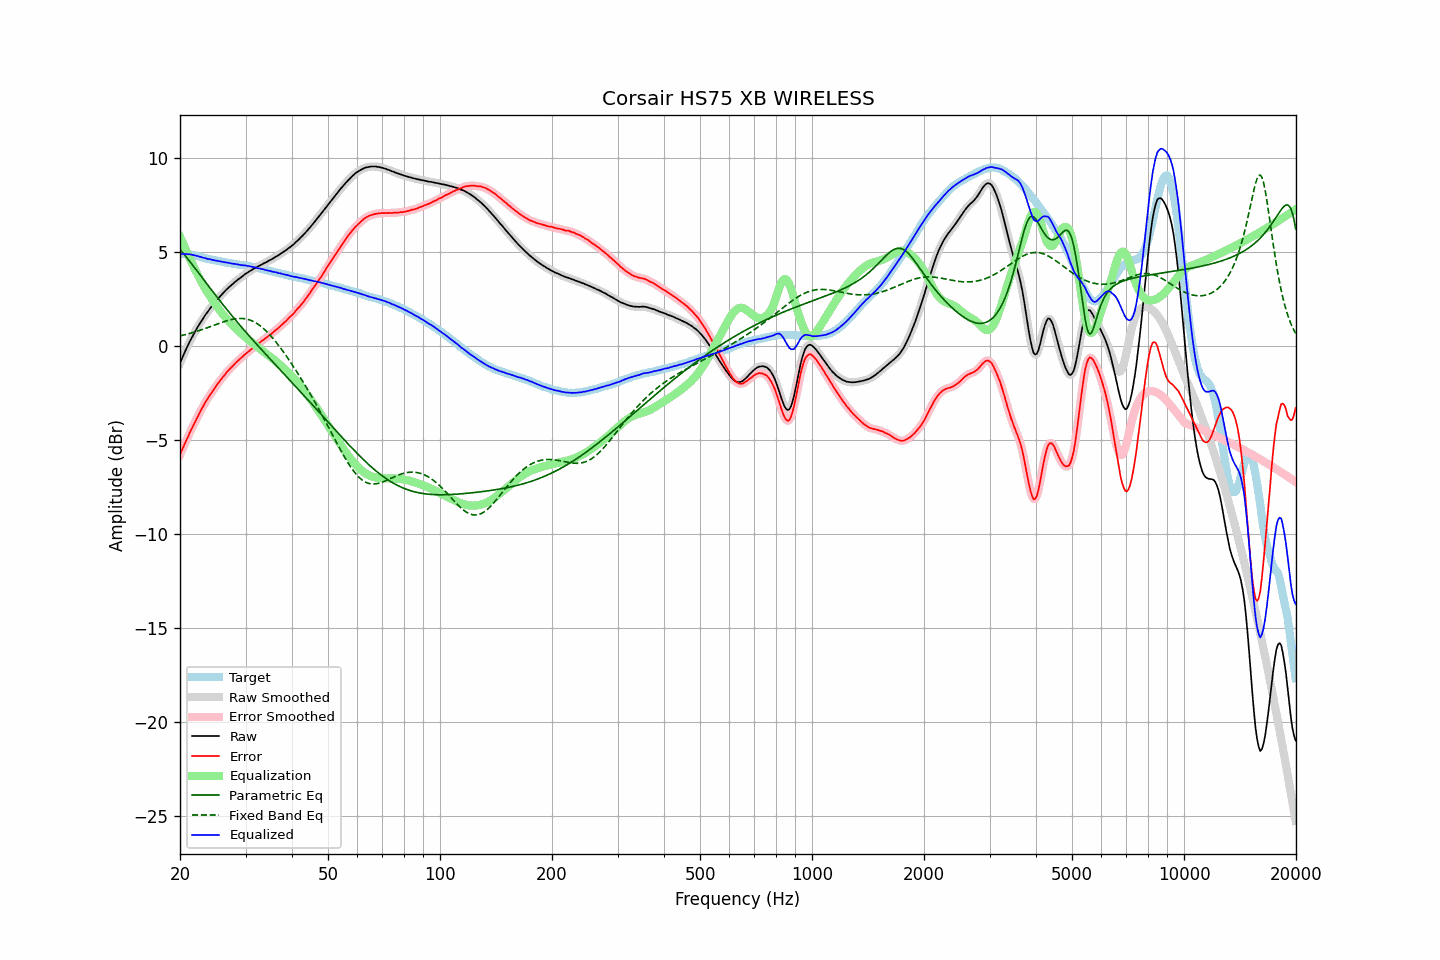 Corsair HS75 XB WIRELESS
Amplitude (dBr)
10
5
0
−5
−10
−15
−20
−25
Target
Raw Smoothed
Error Smoothed
Raw
Error
Equalization
Parametric Eq
Fixed Band Eq
Equalized
20 50 100 200 500 1000 2000 5000 10000 20000
Frequency (Hz)